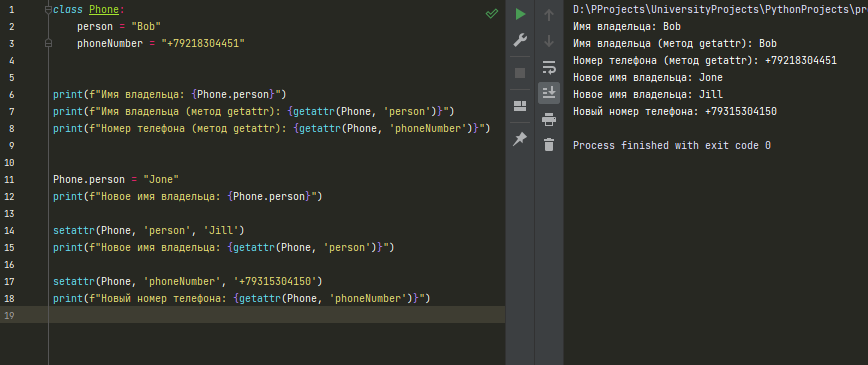 1 class Phone:
2     person = "Bob"
3     phoneNumber = "+79218304451"
4
5
6 print(f"Имя владельца: {Phone.person}")
7 print(f"Имя владельца (метод getattr): {getattr(Phone, 'person')}")
8 print(f"Номер телефона (метод getattr): {getattr(Phone, 'phoneNumber')}")
9
10
11 Phone.person = "Jone"
12 print(f"Новое имя владельца: {Phone.person}")
13
14 setattr(Phone, 'person', 'Jill')
15 print(f"Новое имя владельца: {getattr(Phone, 'person')}")
16
17 setattr(Phone, 'phoneNumber', '+79315304150')
18 print(f"Новый номер телефона: {getattr(Phone, 'phoneNumber')}")
19
D:\PProjects\UniversityProjects\PythonProjects\pr
Имя владельца: Bob
Имя владельца (метод getattr): Bob
Номер телефона (метод getattr): +79218304451
Новое имя владельца: Jone
Новое имя владельца: Jill
Новый номер телефона: +79315304150
Process finished with exit code 0